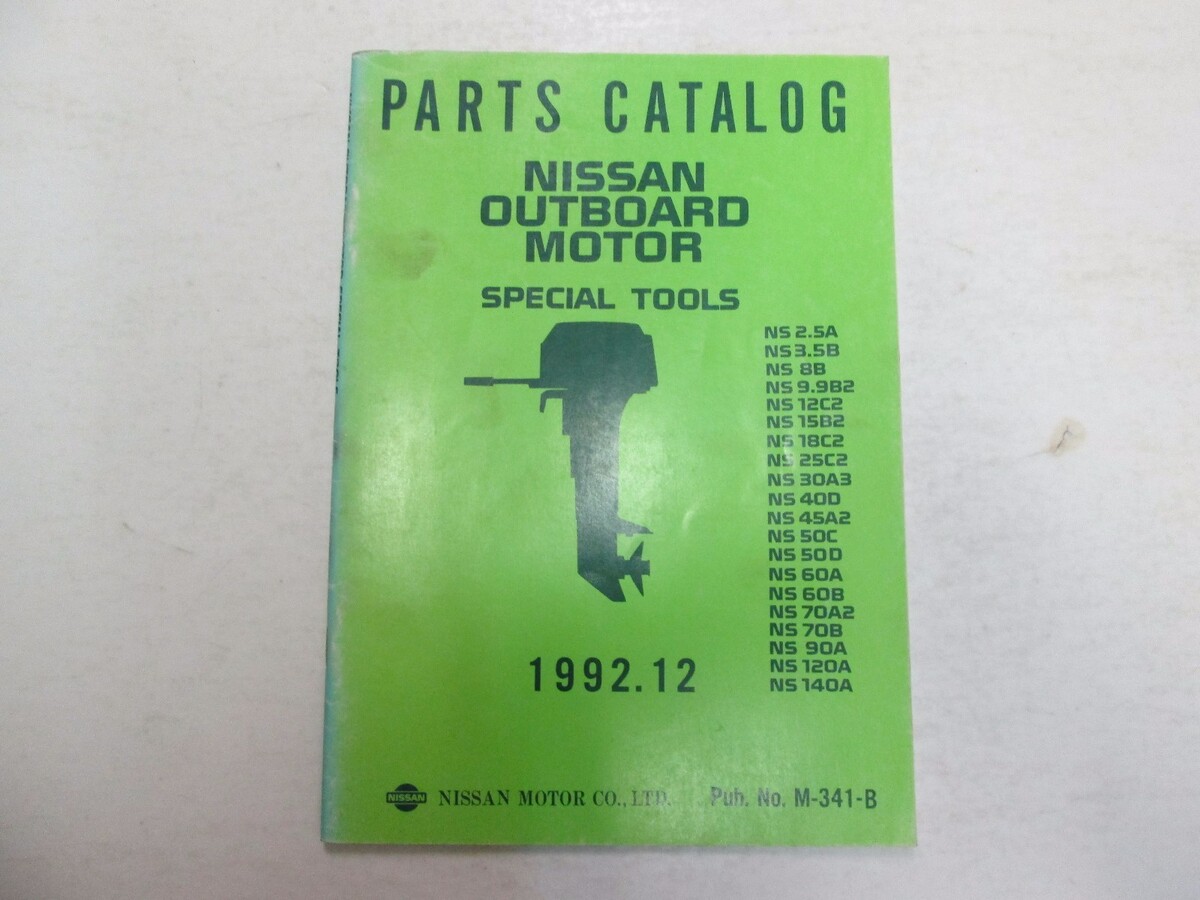 PARTS CATALOG
NISSAN
OUTBOARD
MOTOR
SPECIAL TOOLS
NS 2.5A
NS 3.5B
NS 8B
NS 9.9B2
NS 12C2
NS 15B2
NS 18C2
NS 25C2
NS 30A3
NS 40D
NS 45A2
NS 50C
NS 50D
NS 60A
NS 60B
NS 70A2
NS 70B
NS 90A
NS 120A
NS 140A
1992.12
NISSAN
NISSAN MOTOR CO., LTD.
Pub. No. M-341-B